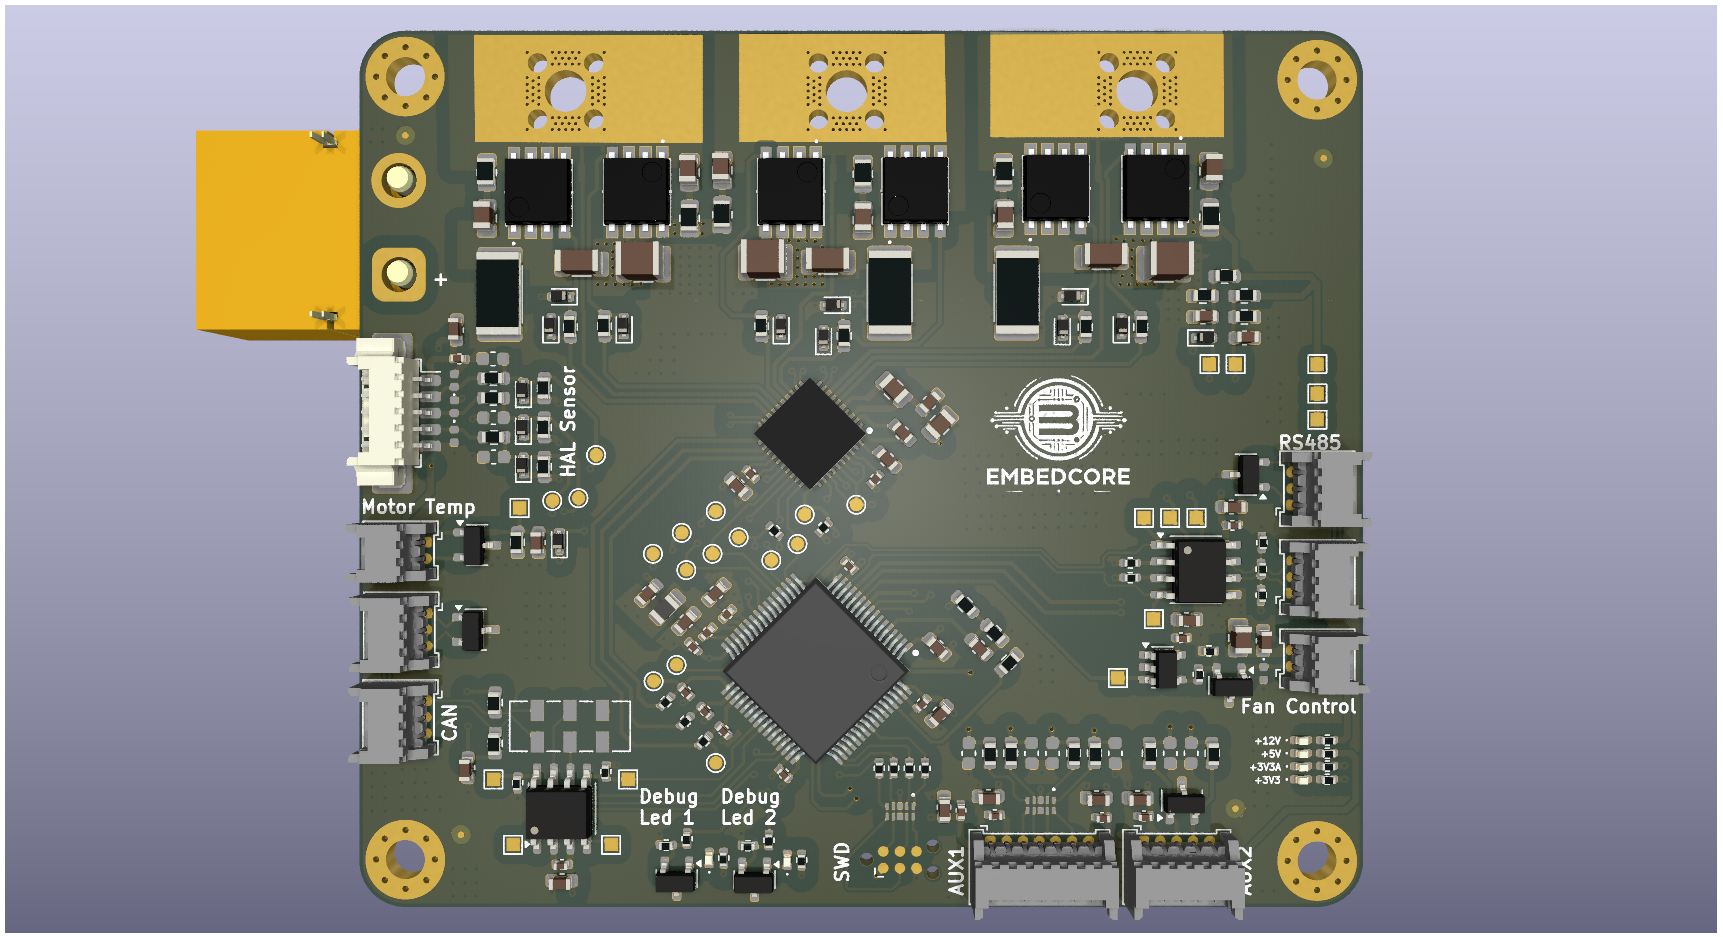 +
HAL Sensor
EMBEDCORE
RS485
Motor Temp
CAN
Fan Control
+12V
+5V
+3V3A
+3V3
Debug
Led 1
Debug
Led 2
SWD
AUX1
AUX2